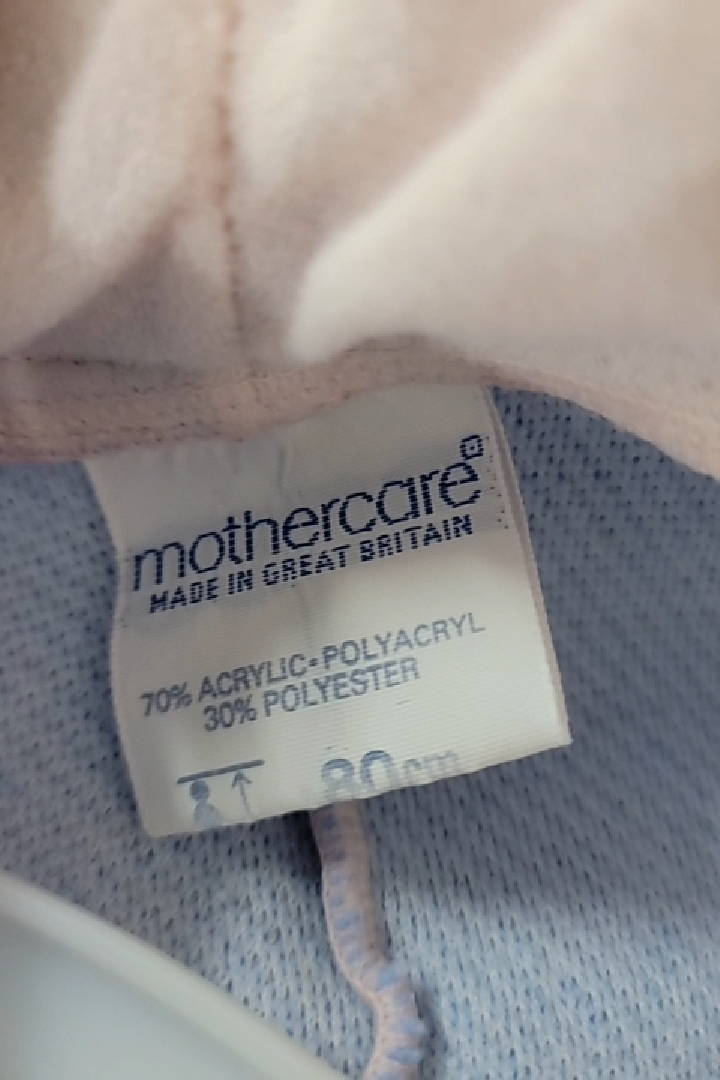 mothercare
MADE IN GREAT BRITAIN
70% ACRYLIC•POLYACRYL
30% POLYESTER
80cm